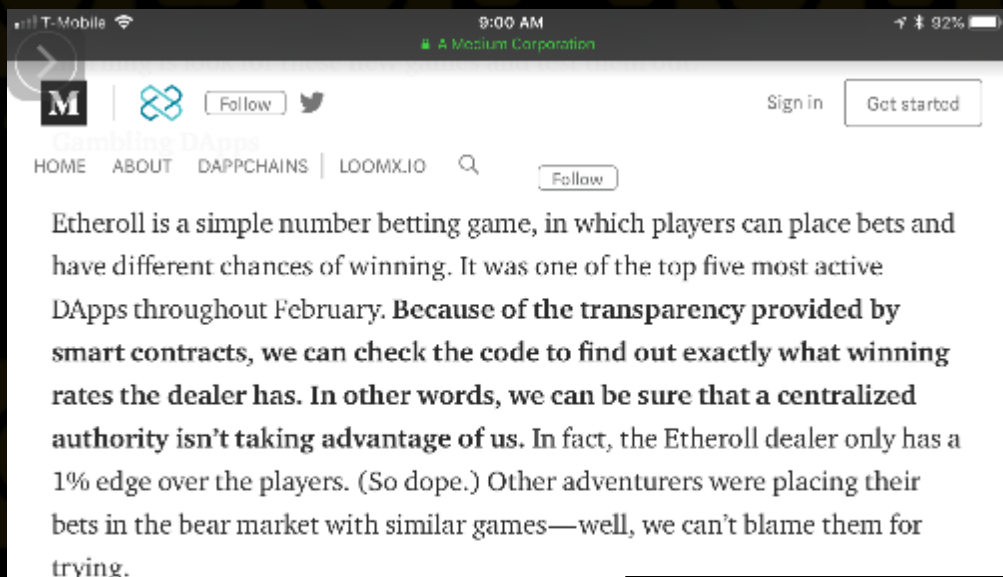 T-Mobile 9:00 AM 92%
A Medium Corporation
M Follow Sign in Get started
Gambling DApps
HOME ABOUT DAPPCHAINS LOOMX.IO Follow
Etheroll is a simple number betting game, in which players can place bets and
have different chances of winning. It was one of the top five most active
DApps throughout February. Because of the transparency provided by
smart contracts, we can check the code to find out exactly what winning
rates the dealer has. In other words, we can be sure that a centralized
authority isn’t taking advantage of us. In fact, the Etheroll dealer only has a
1% edge over the players. (So dope.) Other adventurers were placing their
bets in the bear market with similar games—well, we can’t blame them for
trying.